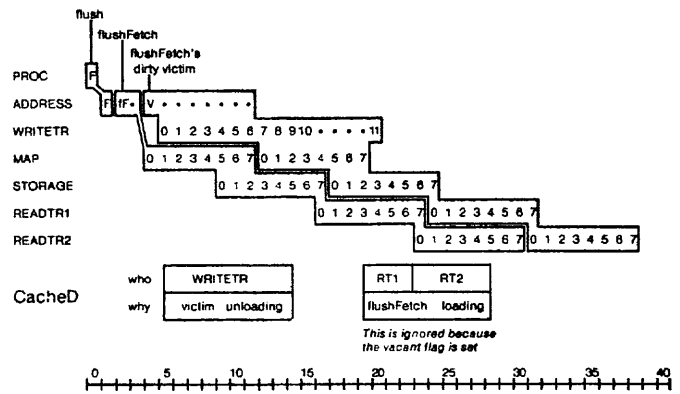 flush
flushFetch
flushFetch's
dirty victim
PROC F
ADDRESS F fF • V • • • • • • •
WRITETR 0 1 2 3 4 5 6 7 8 9 10 • • • • 11
MAP 0 1 2 3 4 5 6 7 0 1 2 3 4 5 6 7
STORAGE 0 1 2 3 4 5 6 7 0 1 2 3 4 5 6 7
READTR1 0 1 2 3 4 5 6 7 0 1 2 3 4 5 6 7
READTR2 0 1 2 3 4 5 6 7 0 1 2 3 4 5 6 7
who WRITETR RT1 RT2
CacheD
why victim unloading flushFetch loading
This is ignored because
the vacant flag is set
0 5 10 15 20 25 30 35 40